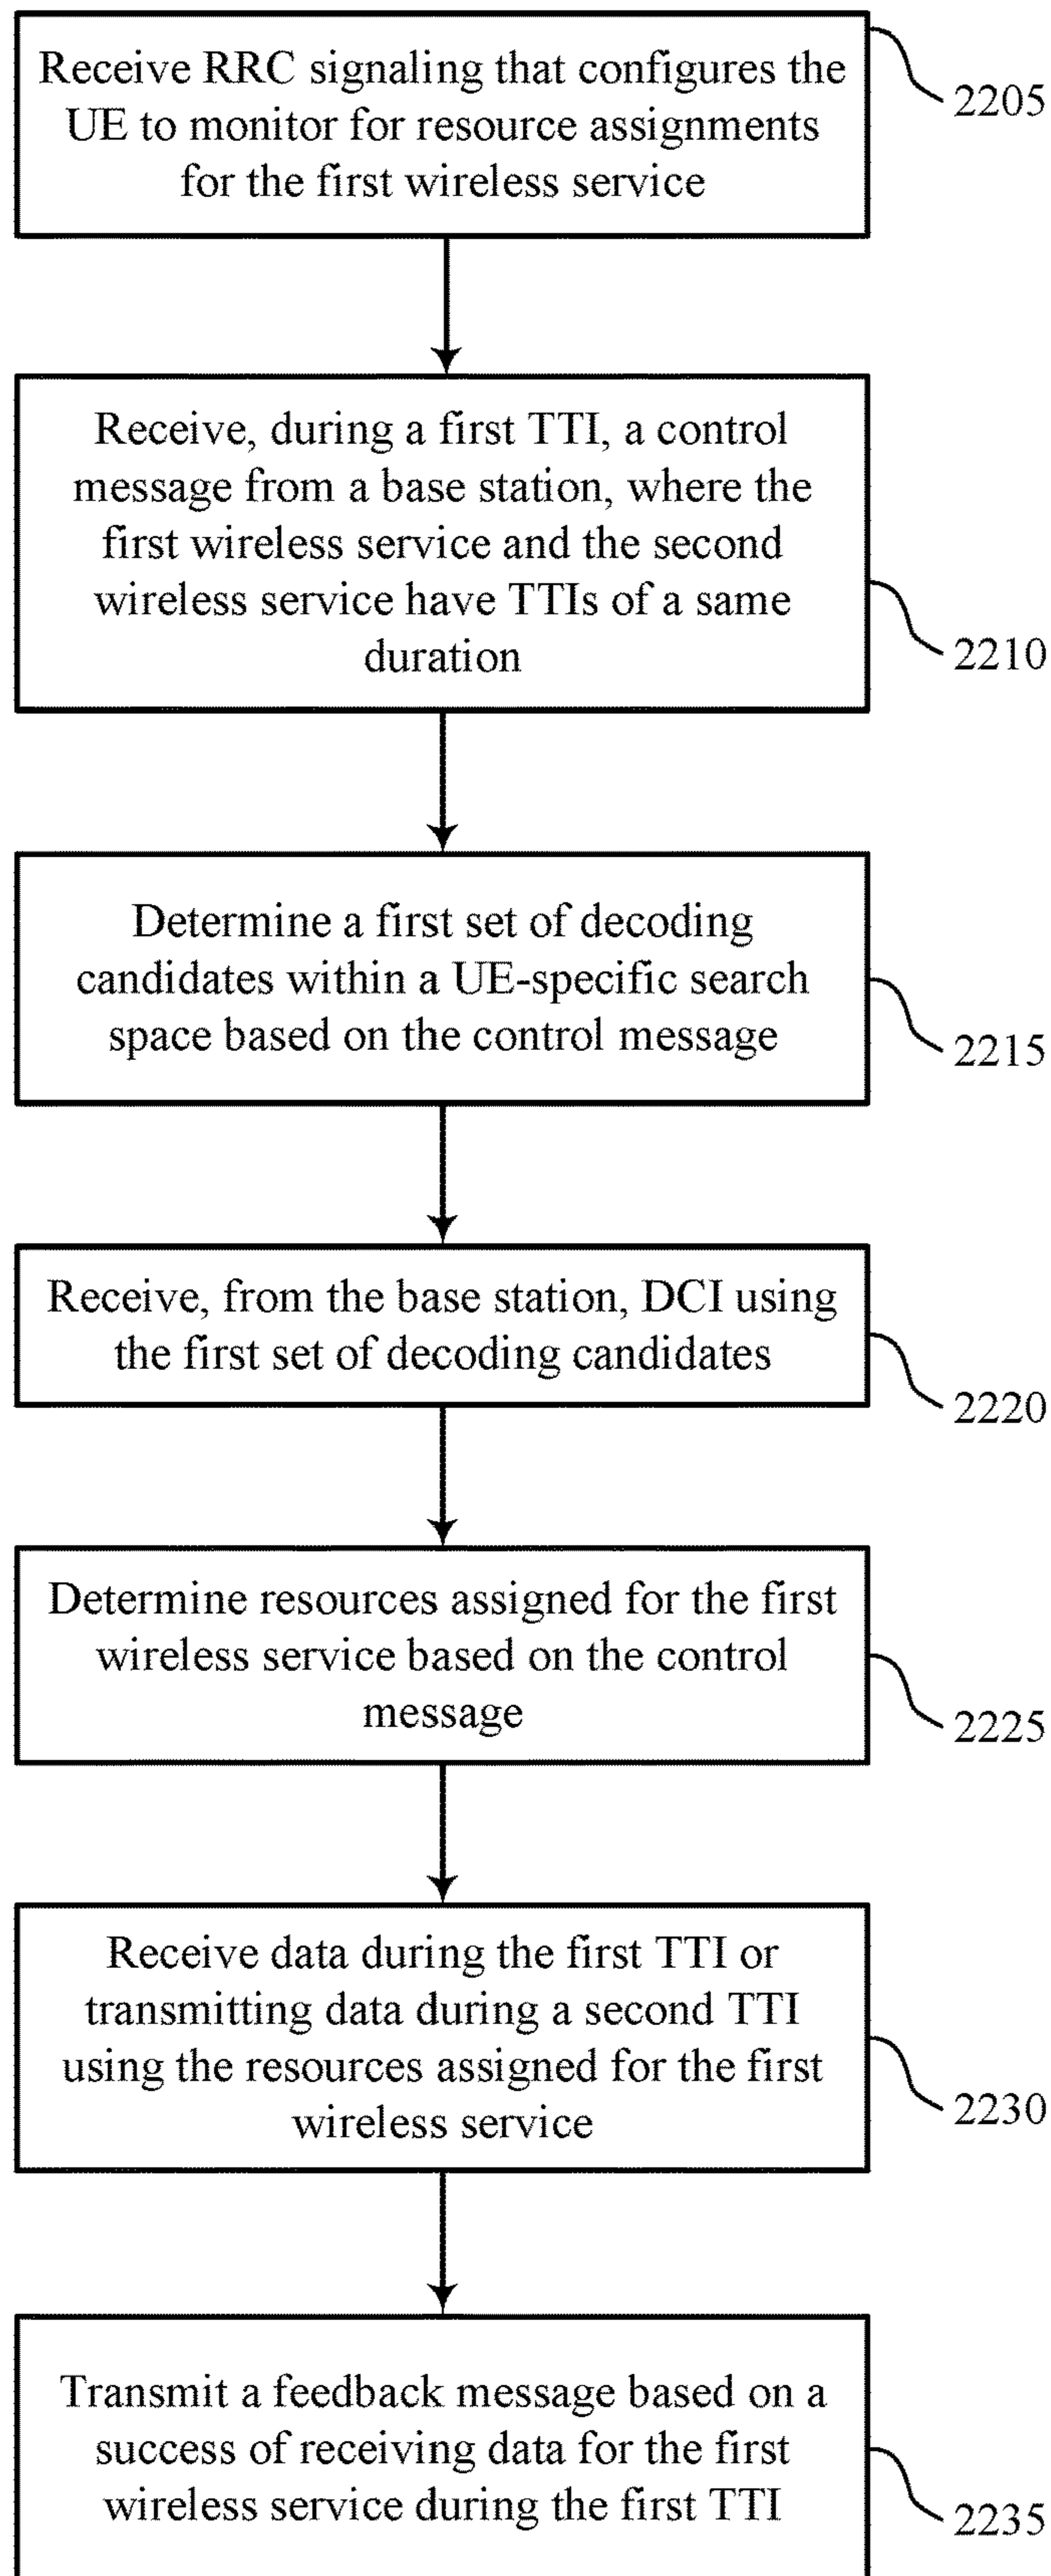 Receive RRC signaling that configures the
UE to monitor for resource assignments
for the first wireless service
2205
Receive, during a first TTI, a control
message from a base station, where the
first wireless service and the second
wireless service have TTIs of a same
duration
2210
Determine a first set of decoding
candidates within a UE-specific search
space based on the control message
2215
Receive, from the base station, DCI using
the first set of decoding candidates
2220
Determine resources assigned for the first
wireless service based on the control
message
2225
Receive data during the first TTI or
transmitting data during a second TTI
using the resources assigned for the first
wireless service
2230
Transmit a feedback message based on a
success of receiving data for the first
wireless service during the first TTI
2235